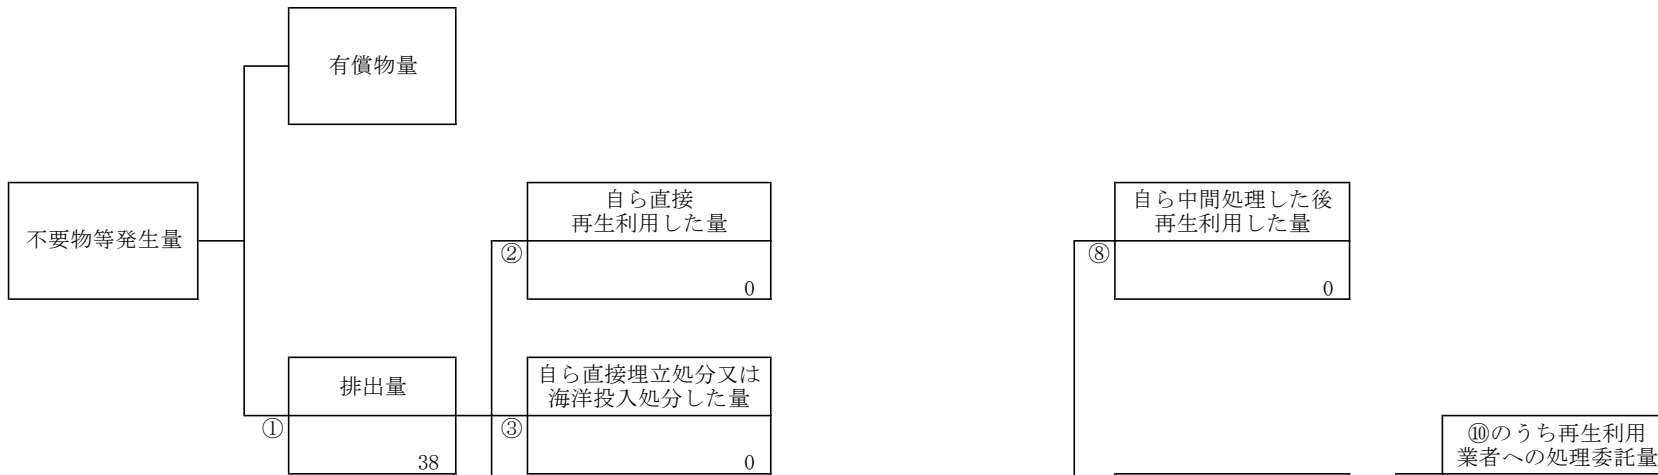 有償物量
不要物等発生量
自ら直接
再生利用した量
②
0
自ら中間処理した後
再生利用した量
⑧
0
排出量
①
38
自ら直接埋立処分又は
海洋投入処分した量
③
0
⑩のうち再生利用
業者への処理委託量